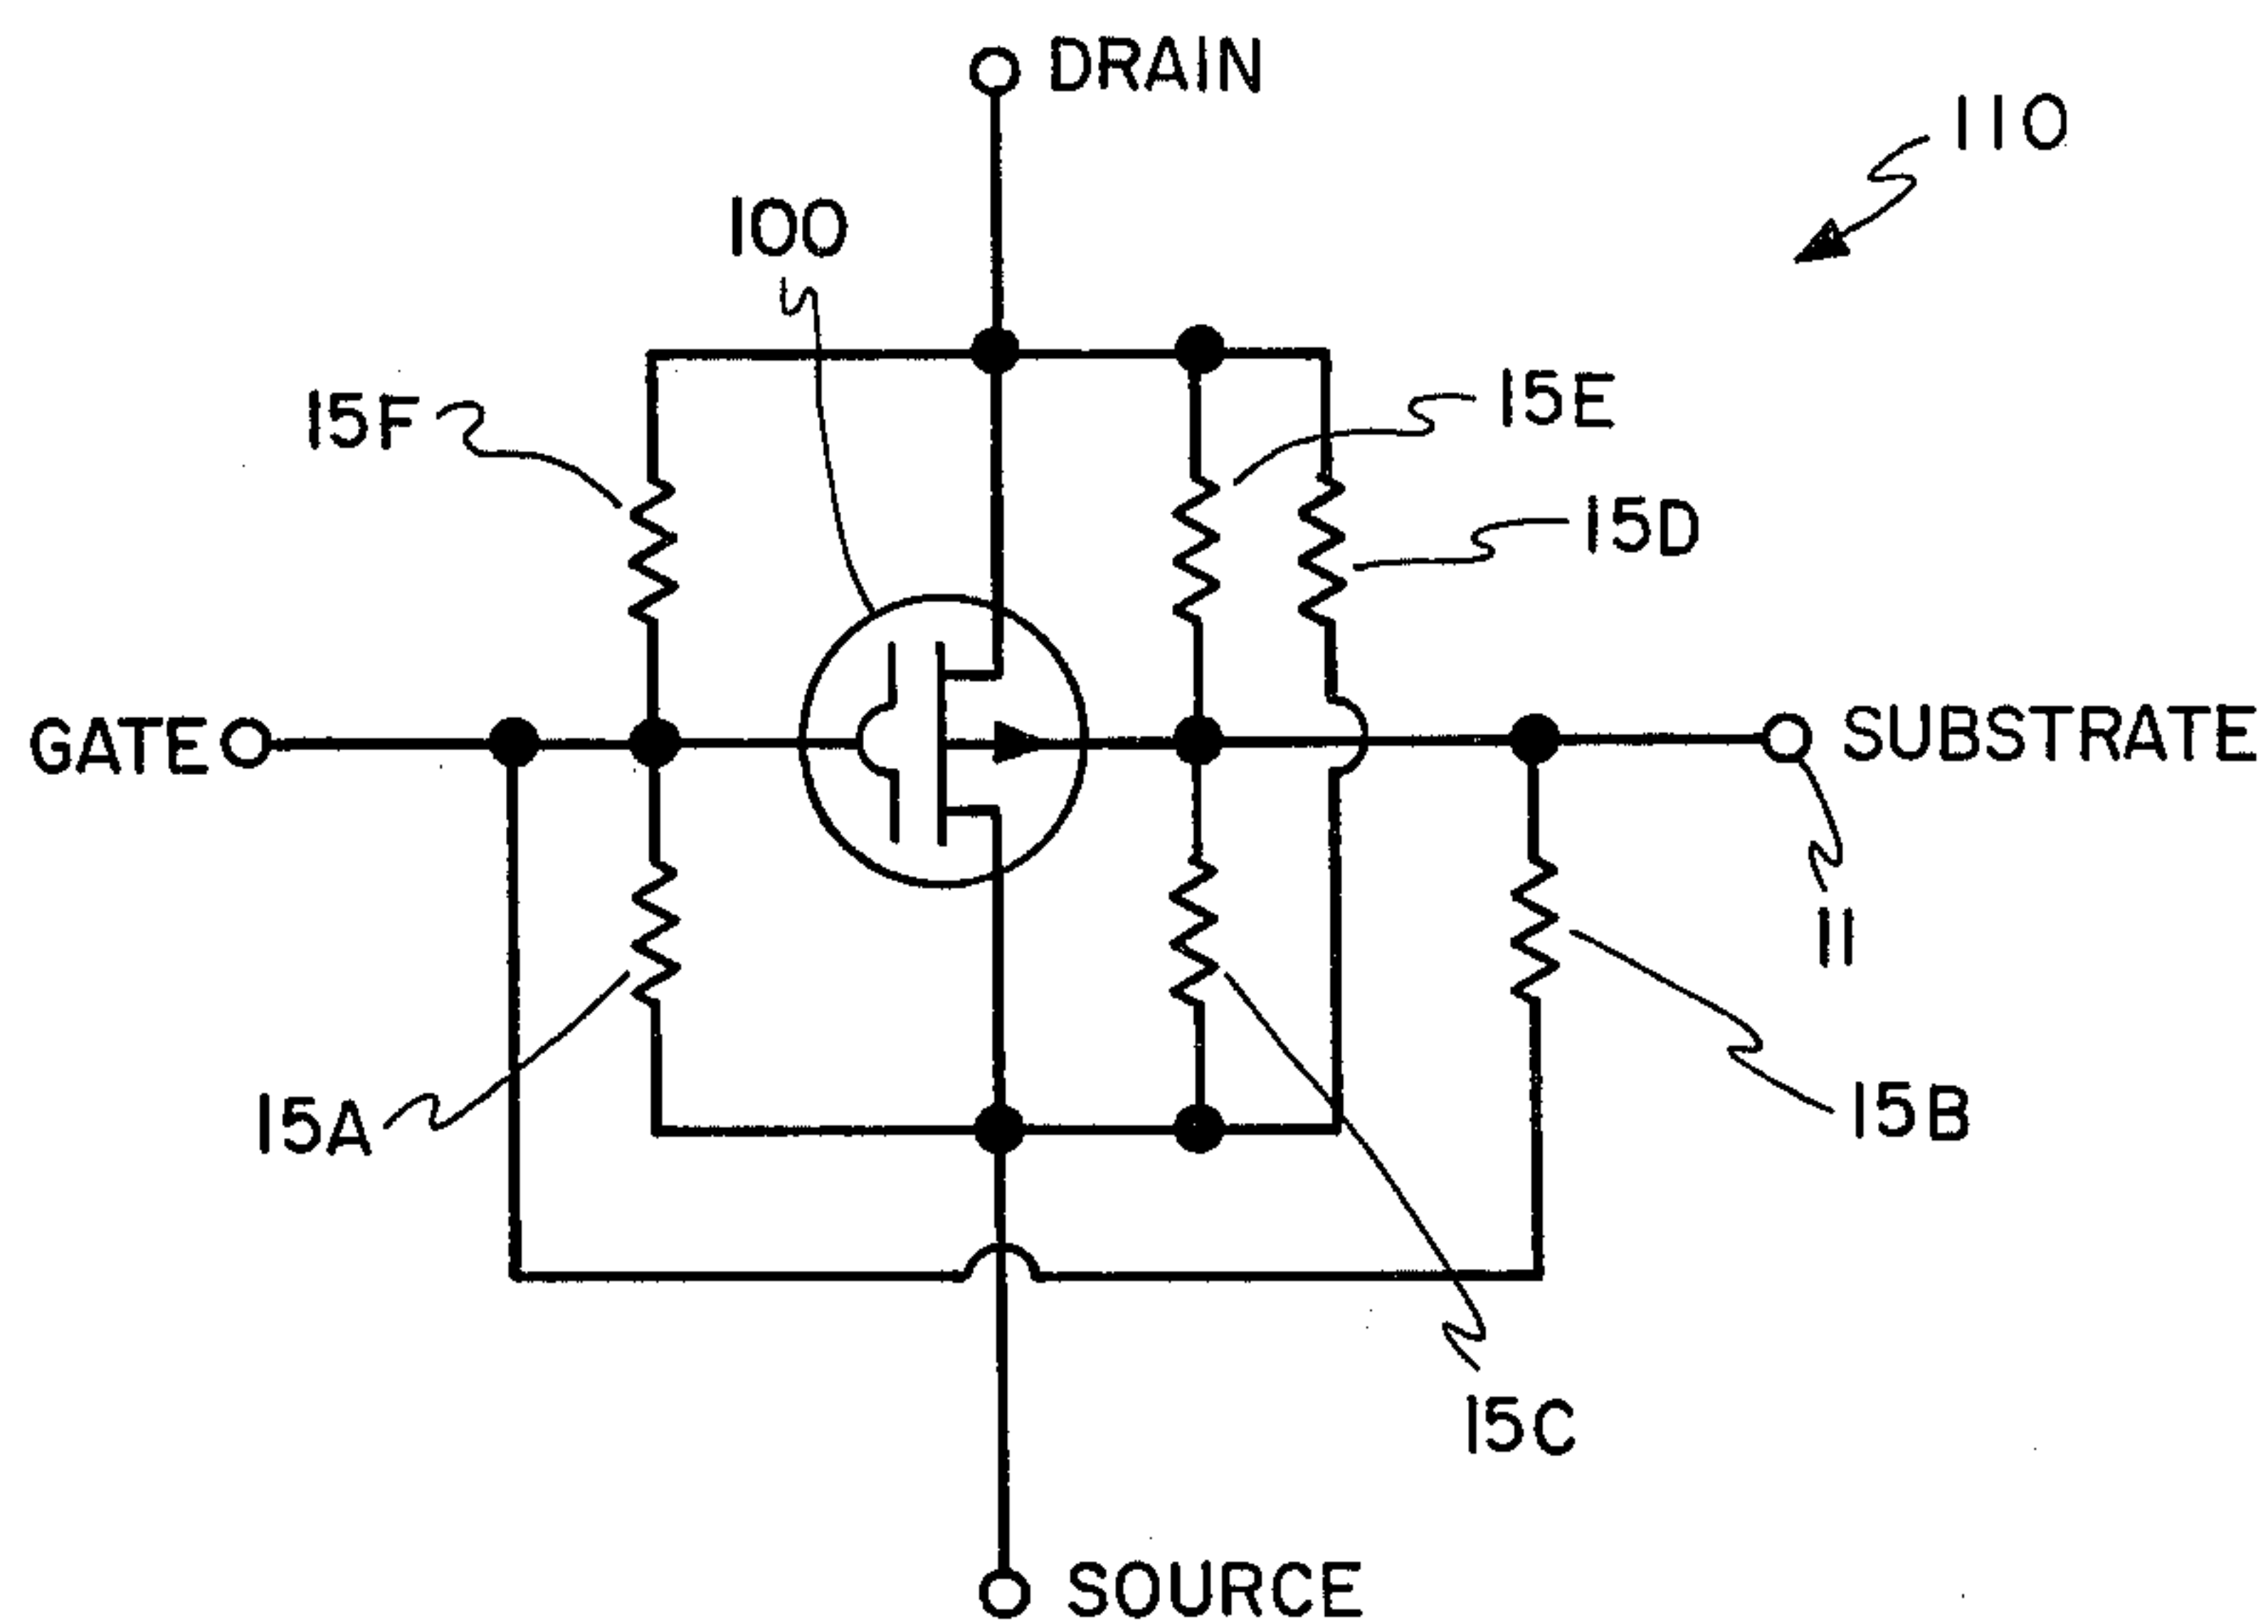 DRAIN
110
100
15F
15E
15D
GATE
SUBSTRATE
11
15A
15B
15C
SOURCE